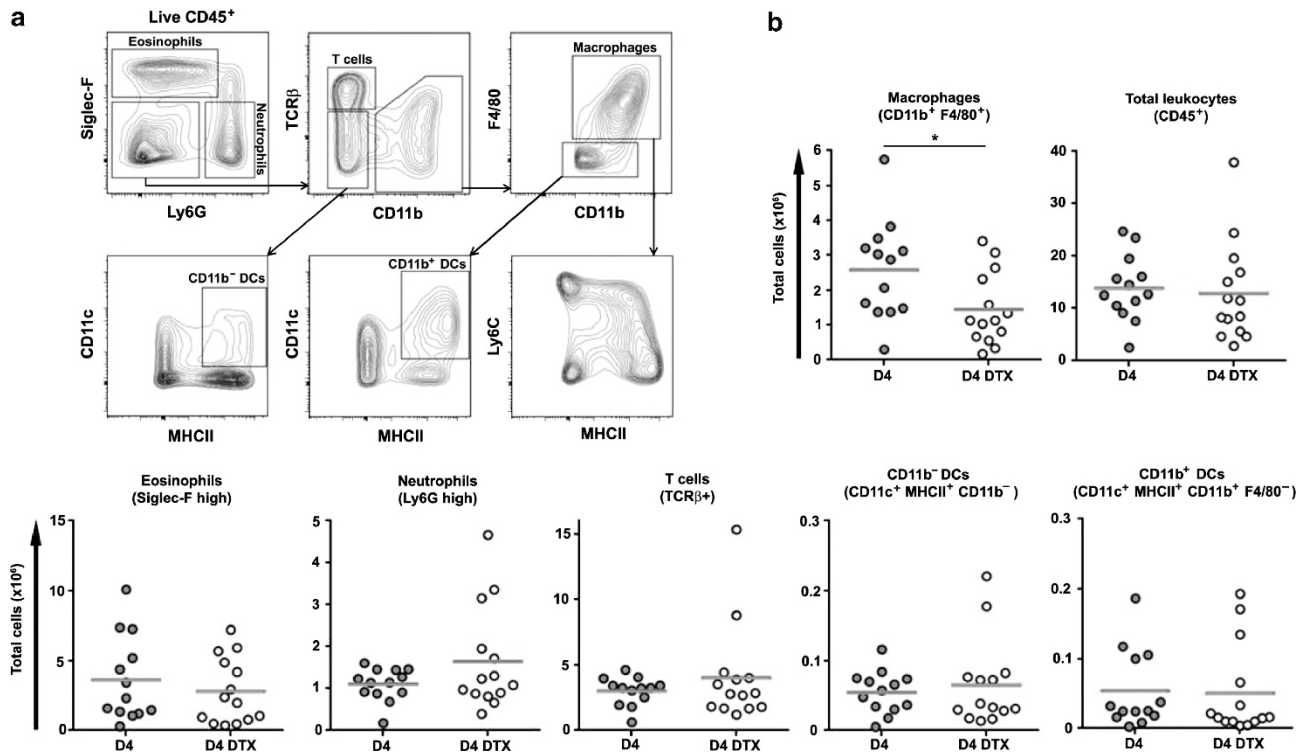 a
Live CD45⁺
Eosinophils
Siglec-F
Neutrophils
Ly6G
T cells
TCRβ
CD11b
Macrophages
F4/80
CD11b
CD11b⁻ DCs
CD11c
MHCII
CD11b⁺ DCs
CD11c
MHCII
Ly6C
MHCII
b
Macrophages
(CD11b⁺ F4/80⁺)
*
Total cells (x10⁶)
6
5
4
3
2
1
0
D4 D4 DTX
Total leukocytes
(CD45⁺)
40
30
20
10
0
D4 D4 DTX
Eosinophils
(Siglec-F high)
Total cells (x10⁶)
15
10
5
0
D4 D4 DTX
Neutrophils
(Ly6G high)
5
4
3
2
1
0
D4 D4 DTX
T cells
(TCRβ+)
15
10
5
0
D4 D4 DTX
CD11b⁻ DCs
(CD11c⁺ MHCII⁺ CD11b⁻)
0.3
0.2
0.1
0
D4 D4 DTX
CD11b⁺ DCs
(CD11c⁺ MHCII⁺ CD11b⁺ F4/80⁻)
0.3
0.2
0.1
0
D4 D4 DTX